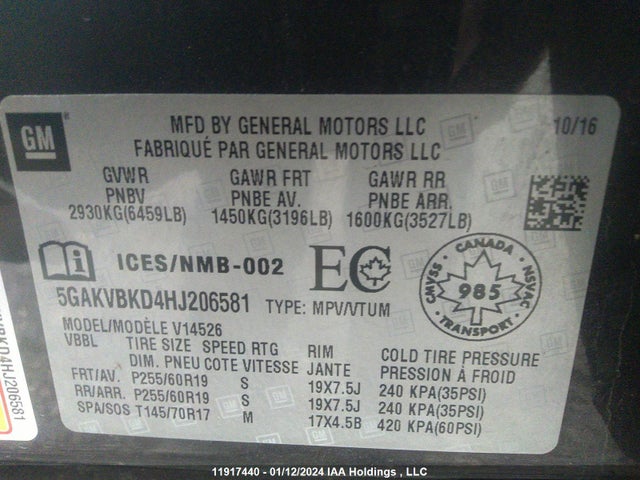 GM
MFD BY GENERAL MOTORS LLC
10/16
FABRIQUÉ PAR GENERAL MOTORS LLC
GVWR GAWR FRT GAWR RR
PNBV PNBE AV. PNBE ARR.
2930KG(6459LB) 1450KG(3196LB) 1600KG(3527LB)
ICES/NMB-002 EC
CANADA
CMVSS 985 NSVAC
TRANSPORT
5GAKVBKD4HJ206581 TYPE: MPV/VTUM
MODEL/MODÈLE V14526
VBBL TIRE SIZE SPEED RTG RIM COLD TIRE PRESSURE
DIM. PNEU COTE VITESSE JANTE PRESSION À FROID
FRT/AV. P255/60R19 S 19X7.5J 240 KPA(35PSI)
RR/ARR. P255/60R19 S 19X7.5J 240 KPA(35PSI)
SPA/SOS T145/70R17 M 17X4.5B 420 KPA(60PSI)
VBKD4HJ206581
11917440 - 01/12/2024 IAA Holdings , LLC